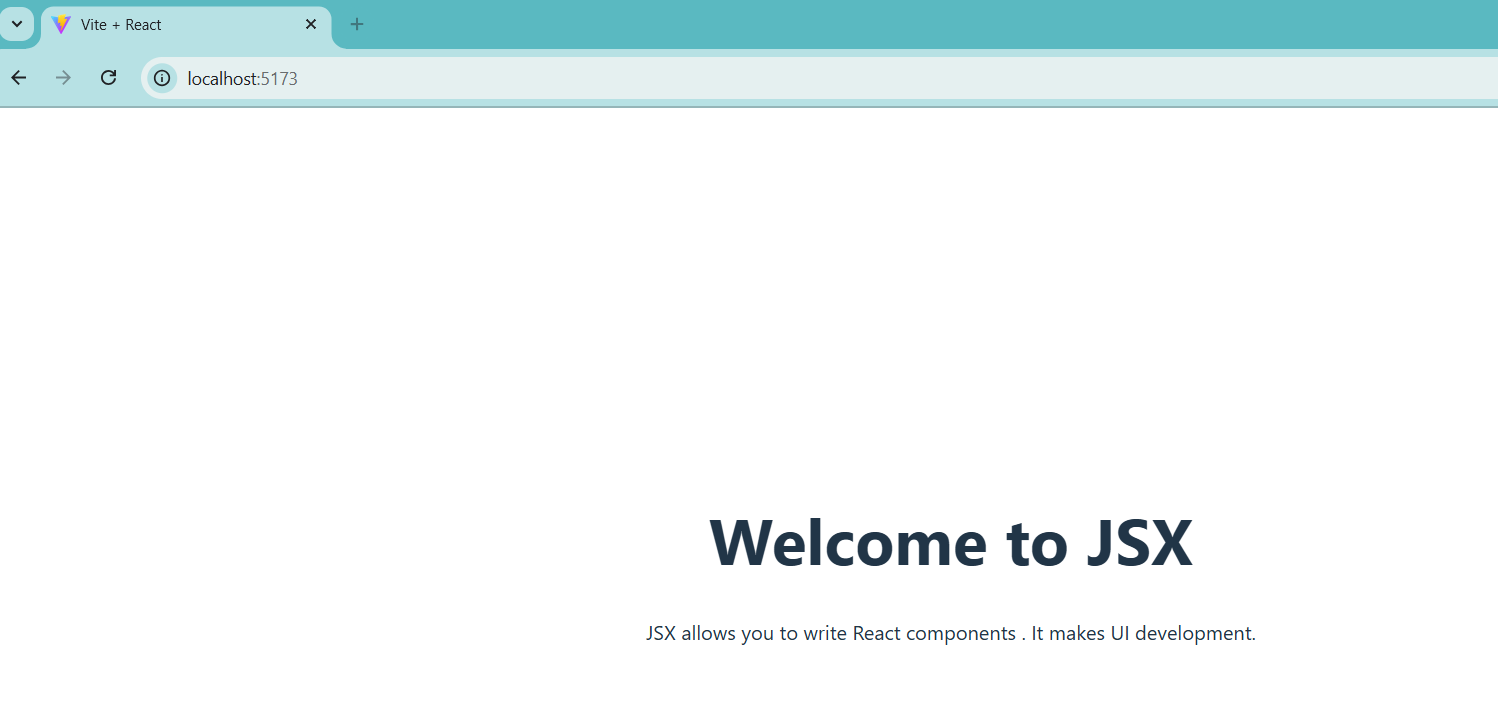 Vite + React
localhost:5173
Welcome to JSX
JSX allows you to write React components . It makes UI development.